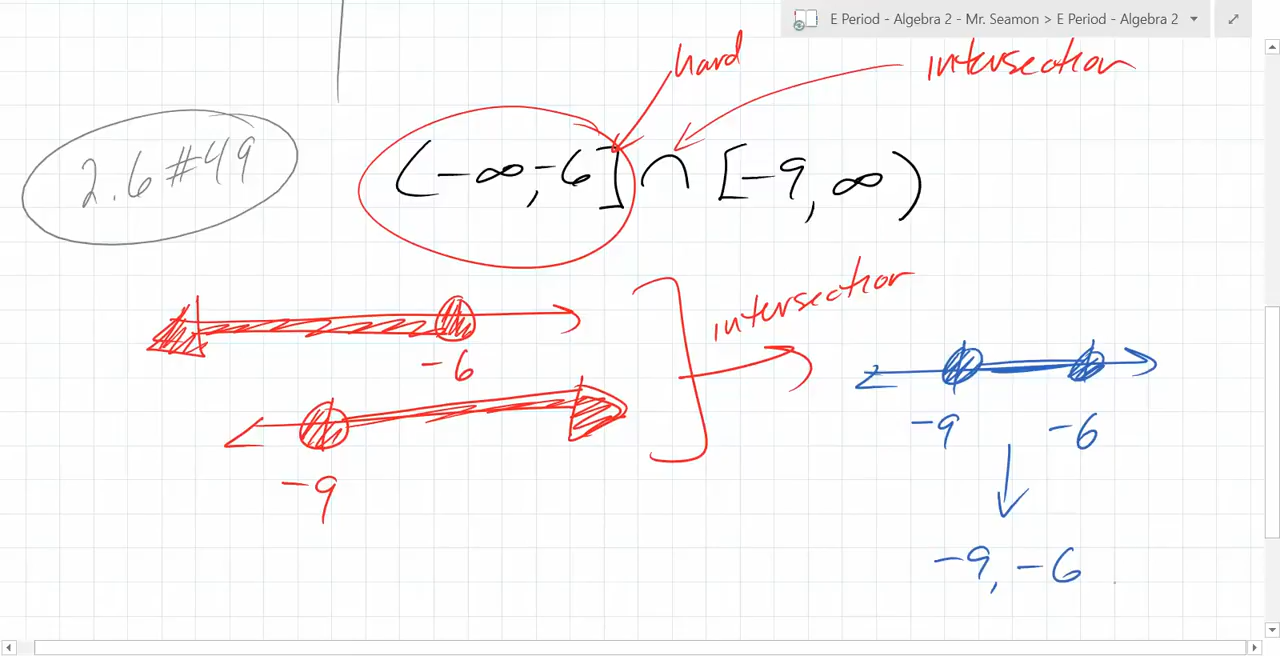 E Period - Algebra 2 - Mr. Seamon > E Period - Algebra 2
hard
intersection
2.6 #49
(-∞,-6] ∩ [-9, ∞)
intersection
-6
-9
-9 -6
-9, -6